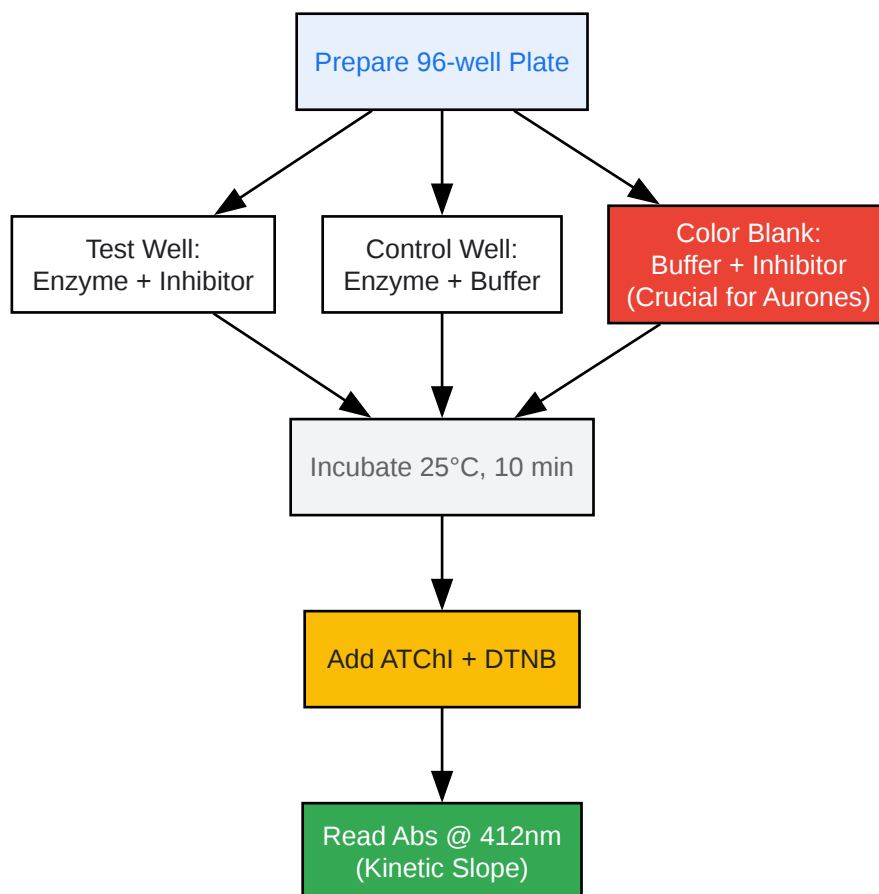 Prepare 96-well Plate
Test Well:
Enzyme + Inhibitor
Control Well:
Enzyme + Buffer
Color Blank:
Buffer + Inhibitor
(Crucial for Aurones)
Incubate 25°C, 10 min
Add ATChI + DTNB
Read Abs @ 412nm
(Kinetic Slope)